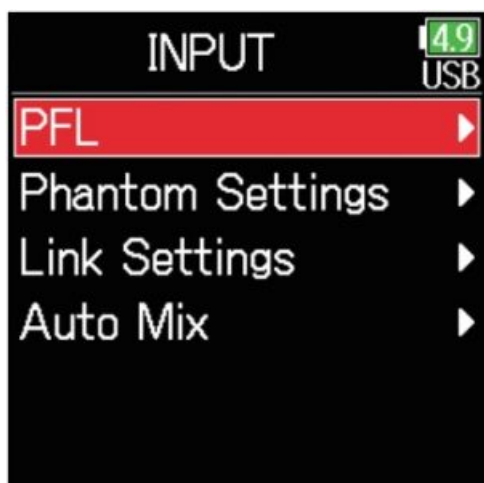 INPUT
4.9
USB
PFL
Phantom Settings
Link Settings
Auto Mix